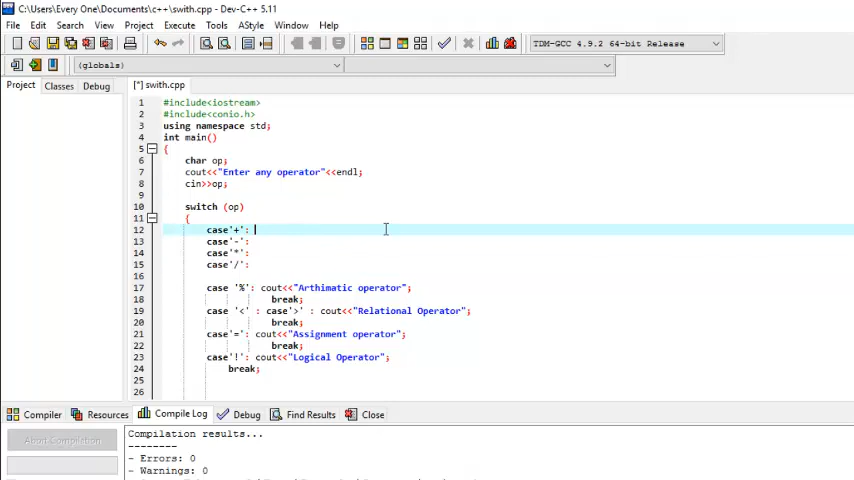 C:\Users\Every One\Documents\c++\swith.cpp - Dev-C++ 5.11
File Edit Search View Project Execute Tools AStyle Window Help
TDM-GCC 4.9.2 64-bit Release
(globals)
Project Classes Debug [*] swith.cpp
1 #include<iostream>
2 #include<conio.h>
3 using namespace std;
4 int main()
5 {
6 char op;
7 cout<<"Enter any operator"<<endl;
8 cin>>op;
9
10 switch (op)
11 {
12 case'+':
13 case'-':
14 case'*':
15 case'/':
16
17 case '%': cout<<"Arthimatic operator";
18 break;
19 case '<' : case'>' : cout<<"Relational Operator";
20 break;
21 case'=': cout<<"Assignment operator";
22 break;
23 case'!': cout<<"Logical Operator";
24 break;
25
26
Compiler Resources Compile Log Debug Find Results Close
Abort Compilation
Compilation results...
--------
- Errors: 0
- Warnings: 0